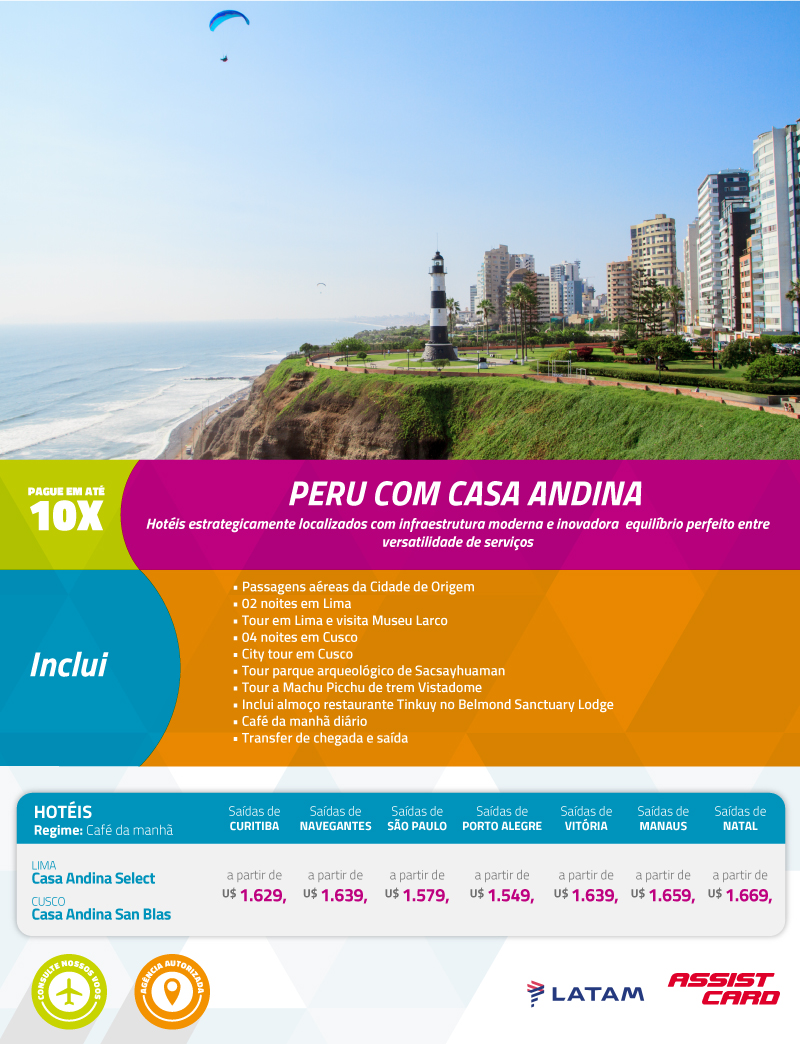 PAGUE EM ATÉ
10X
PERU COM CASA ANDINA
Hotéis estrategicamente localizados com infraestrutura moderna e inovadora equilíbrio perfeito entre
versatilidade de serviços
Inclui
• Passagens aéreas da Cidade de Origem
• 02 noites em Lima
• Tour em Lima e visita Museu Larco
• 04 noites em Cusco
• City tour em Cusco
• Tour parque arqueológico de Sacsayhuaman
• Tour a Machu Picchu de trem Vistadome
• Inclui almoço restaurante Tinkuy no Belmond Sanctuary Lodge
• Café da manhã diário
• Transfer de chegada e saída
HOTÉIS
Regime: Café da manhã
Saídas de CURITIBA
Saídas de NAVEGANTES
Saídas de SÃO PAULO
Saídas de PORTO ALEGRE
Saídas de VITÓRIA
Saídas de MANAUS
Saídas de NATAL
LIMA
Casa Andina Select
CUSCO
Casa Andina San Blas
a partir de U$ 1.629,
a partir de U$ 1.639,
a partir de U$ 1.579,
a partir de U$ 1.549,
a partir de U$ 1.639,
a partir de U$ 1.659,
a partir de U$ 1.669,
CONSULTE NOSSOS VOOS
AGÊNCIA AUTORIZADA
LATAM
ASSIST
CARD